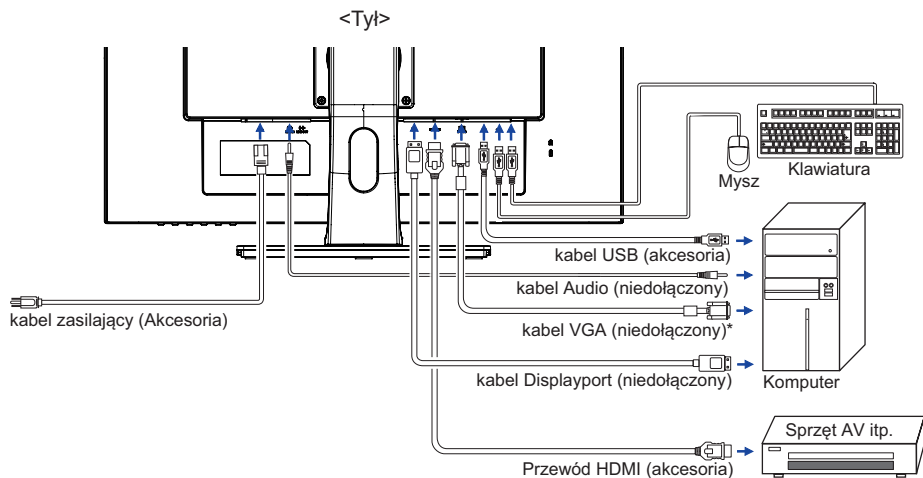 <Tył>
Klawiatura
Mysz
kabel USB (akcesoria)
kabel Audio (niedołączony)
kabel zasilający (Akcesoria)
kabel VGA (niedołączony)*
kabel Displayport (niedołączony)
Komputer
Sprzęt AV itp.
Przewód HDMI (akcesoria)